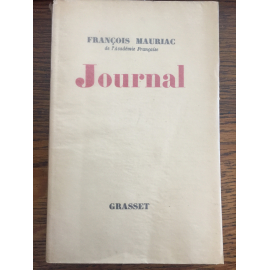 FRANÇOIS MAURIAC
de l'Académie Française
Journal
GRASSET